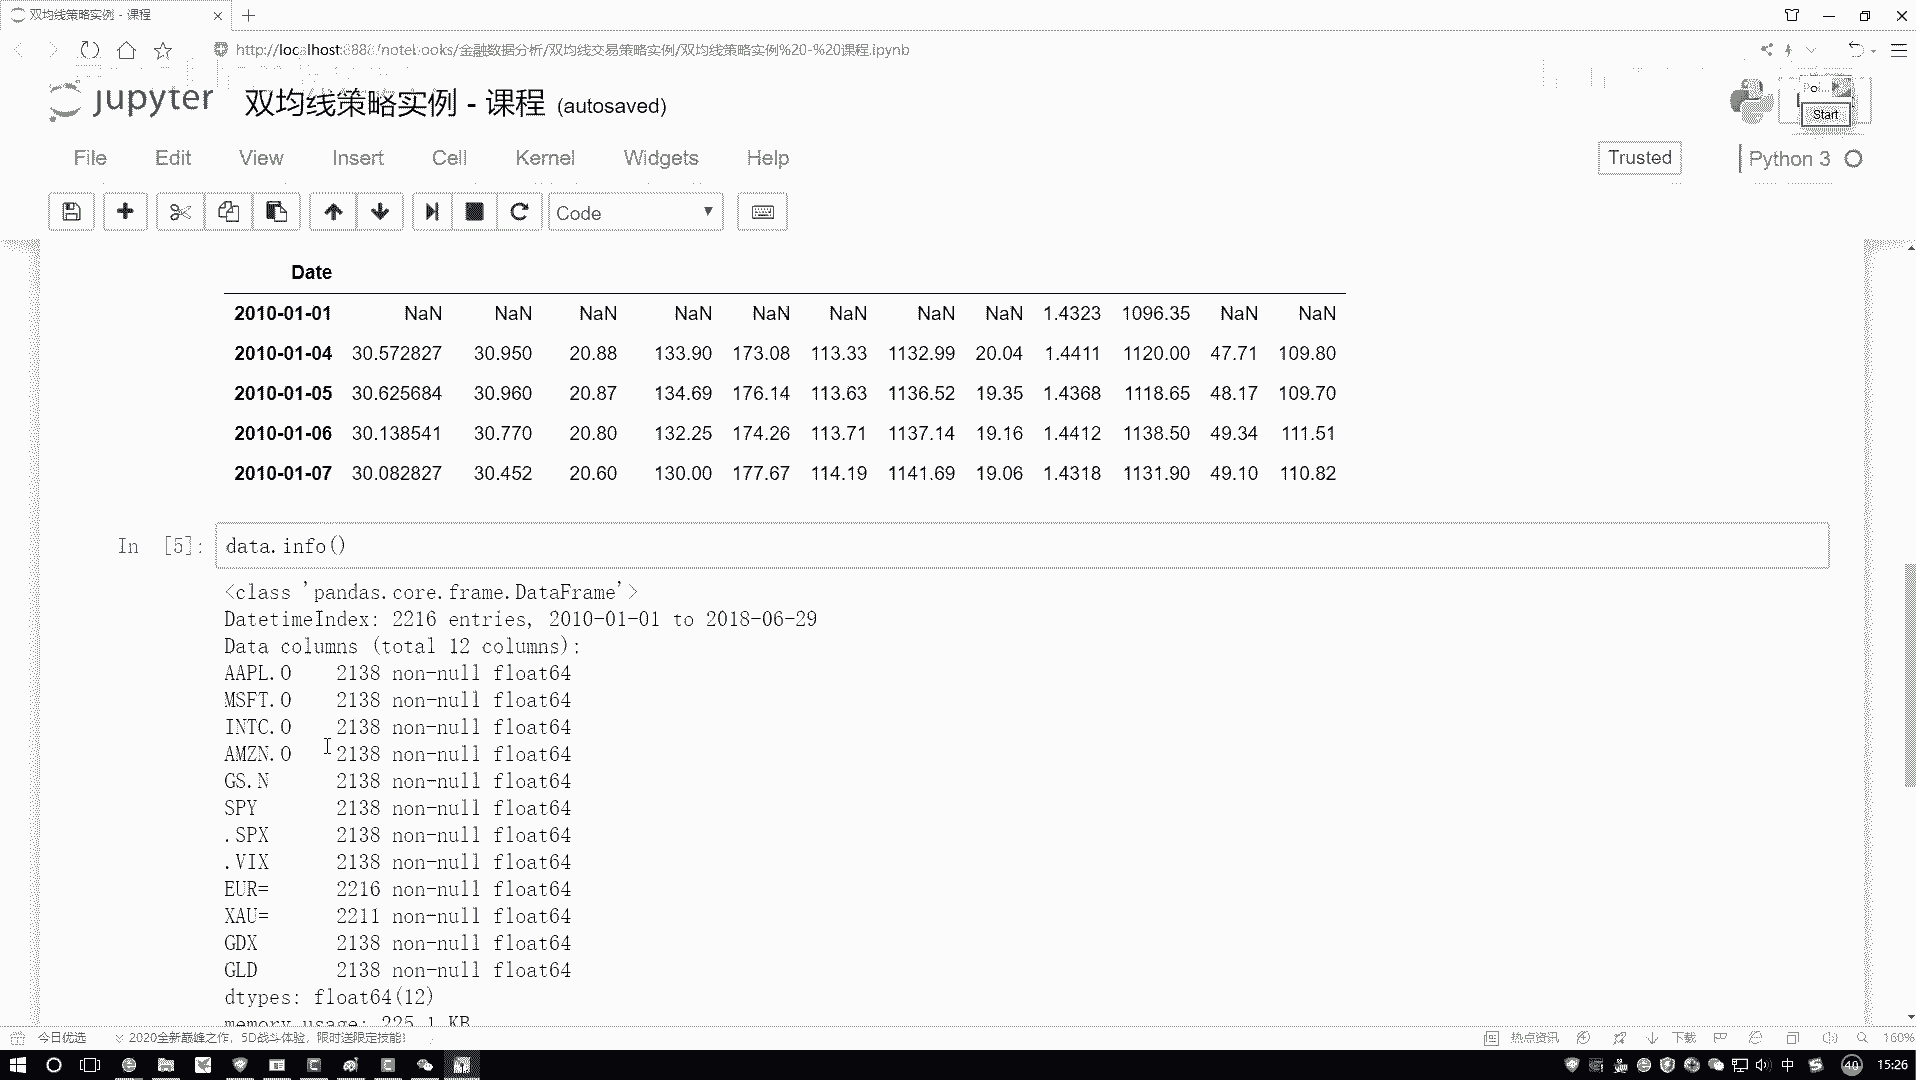 双均线策略实例 - 课程
http://localhost:8888/notebooks/金融数据分析/双均线交易策略实例/双均线策略实例%20-%20课程.ipynb
jupyter 双均线策略实例 - 课程 (autosaved)
Start
File Edit View Insert Cell Kernel Widgets Help
Trusted Python 3
Code
Date
2010-01-01 NaN NaN NaN NaN NaN NaN NaN NaN 1.4323 1096.35 NaN NaN
2010-01-04 30.572827 30.950 20.88 133.90 173.08 113.33 1132.99 20.04 1.4411 1120.00 47.71 109.80
2010-01-05 30.625684 30.960 20.87 134.69 176.14 113.63 1136.52 19.35 1.4368 1118.65 48.17 109.70
2010-01-06 30.138541 30.770 20.80 132.25 174.26 113.71 1137.14 19.16 1.4412 1138.50 49.34 111.51
2010-01-07 30.082827 30.452 20.60 130.00 177.67 114.19 1141.69 19.06 1.4318 1131.90 49.10 110.82
In [5]: data.info()
<class 'pandas.core.frame.DataFrame'>
DatetimeIndex: 2216 entries, 2010-01-01 to 2018-06-29
Data columns (total 12 columns):
AAPL.O 2138 non-null float64
MSFT.O 2138 non-null float64
INTC.O 2138 non-null float64
AMZN.O 2138 non-null float64
GS.N 2138 non-null float64
SPY 2138 non-null float64
.SPX 2138 non-null float64
.VIX 2138 non-null float64
EUR= 2216 non-null float64
XAU= 2211 non-null float64
GDX 2138 non-null float64
GLD 2138 non-null float64
dtypes: float64(12)
memory usage: 225.1 KB
今日优选 2020全新巅峰之作，5D战斗体验，限时送限定技能! 热点资讯 下载 160%
中 40 15:26